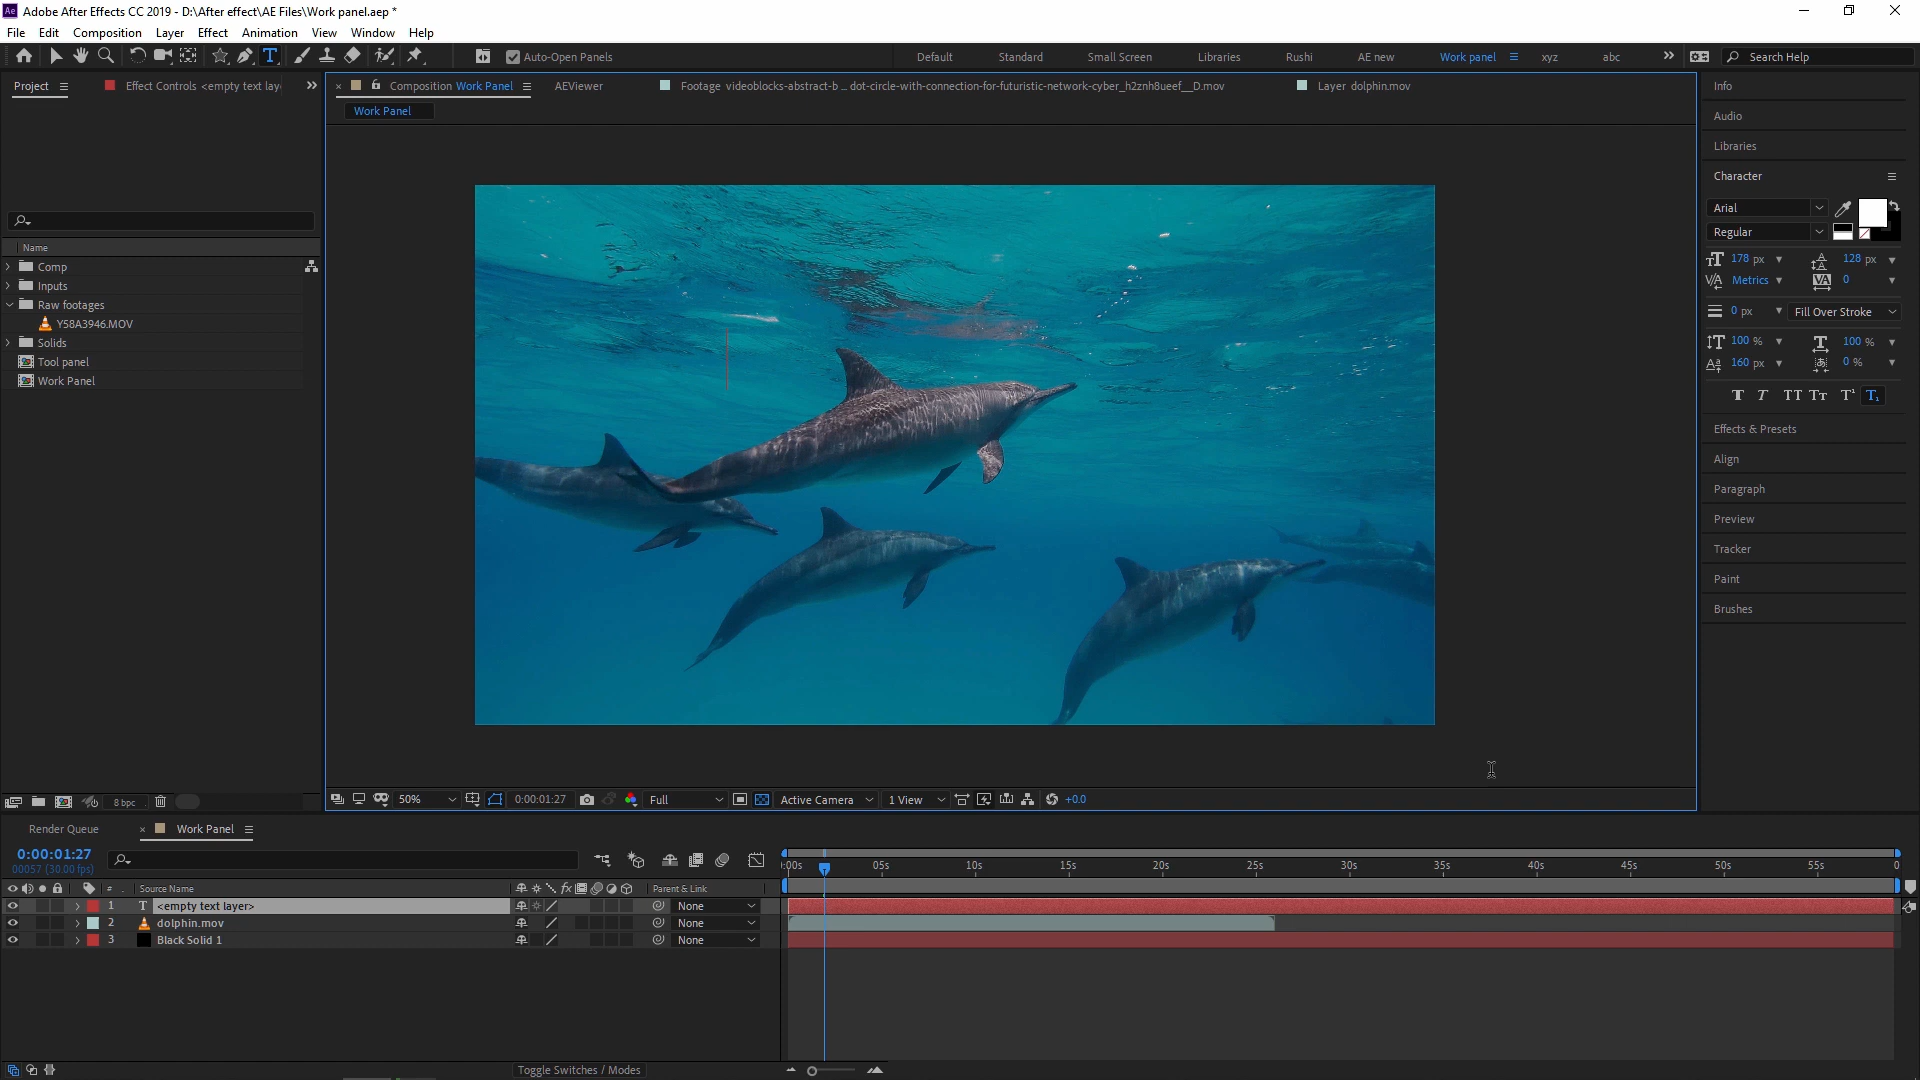 Adobe After Effects CC 2019 - D:\After effect\AE Files\Work panel.aep *
File Edit Composition Layer Effect Animation View Window Help
Auto-Open Panels
Default Standard Small Screen Libraries Rushi AE new Work panel xyz abc
Search Help
Project
Effect Controls <empty text lay
Composition Work Panel
AEViewer
Footage videoblocks-abstract-b ... dot-circle-with-connection-for-futuristic-network-cyber_h2znh8ueef__D.mov
Layer dolphin.mov
Work Panel
Name
Comp
Inputs
Raw footages
Y58A3946.MOV
Solids
Tool panel
Work Panel
8 bpc
Info
Audio
Libraries
Character
Arial
Regular
178 px 128 px
Metrics 0
0 px Fill Over Stroke
100 % 100 %
160 px 0 %
Effects & Presets
Align
Paragraph
Preview
Tracker
Paint
Brushes
50% 0:00:01:27 Full Active Camera 1 View +0.0
Render Queue
Work Panel
0:00:01:27
00057 (30.00 fps)
:00s 05s 10s 15s 20s 25s 30s 35s 40s 45s 50s 55s 0
# Source Name Parent & Link
1 T <empty text layer> None
2 dolphin.mov None
3 Black Solid 1 None
Toggle Switches / Modes